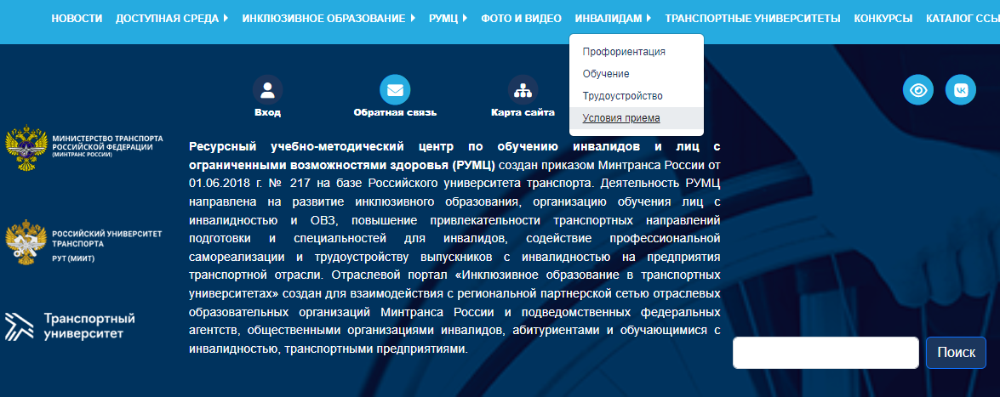 НОВОСТИ ДОСТУПНАЯ СРЕДА ИНКЛЮЗИВНОЕ ОБРАЗОВАНИЕ РУМЦ ФОТО И ВИДЕО ИНВАЛИДАМ ТРАНСПОРТНЫЕ УНИВЕРСИТЕТЫ КОНКУРСЫ КАТАЛОГ ССЫ
Профориентация
Обучение
Трудоустройство
Условия приема
Вход Обратная связь Карта сайта
МИНИСТЕРСТВО ТРАНСПОРТА
РОССИЙСКОЙ ФЕДЕРАЦИИ
(МИНТРАНС РОССИИ)
РОССИЙСКИЙ УНИВЕРСИТЕТ
ТРАНСПОРТА
РУТ (МИИТ)
Транспортный
университет
Ресурсный учебно-методический центр по обучению инвалидов и лиц с
ограниченными возможностями здоровья (РУМЦ) создан приказом Минтранса России от
01.06.2018 г. № 217 на базе Российского университета транспорта. Деятельность РУМЦ
направлена на развитие инклюзивного образования, организацию обучения лиц с
инвалидностью и ОВЗ, повышение привлекательности транспортных направлений
подготовки и специальностей для инвалидов, содействие профессиональной
самореализации и трудоустройству выпускников с инвалидностью на предприятия
транспортной отрасли. Отраслевой портал «Инклюзивное образование в транспортных
университетах» создан для взаимодействия с региональной партнерской сетью отраслевых
образовательных организаций Минтранса России и подведомственных федеральных
агентств, общественными организациями инвалидов, абитуриентами и обучающимися с
инвалидностью, транспортными предприятиями.
Поиск